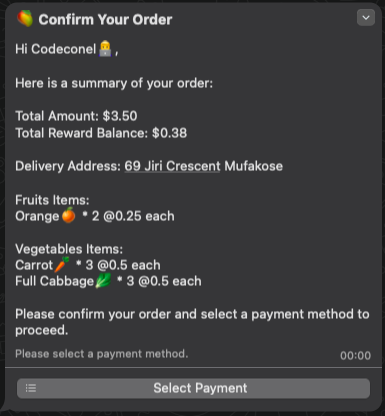 🥭 Confirm Your Order
Hi Codeconel👨‍💼 ,
Here is a summary of your order:
Total Amount: $3.50
Total Reward Balance: $0.38
Delivery Address: 69 Jiri Crescent Mufakose
Fruits Items:
Orange🍊 * 2 @0.25 each
Vegetables Items:
Carrot🥕 * 3 @0.5 each
Full Cabbage🥬 * 3 @0.5 each
Please confirm your order and select a payment method to
proceed.
Please select a payment method.
00:00
Select Payment